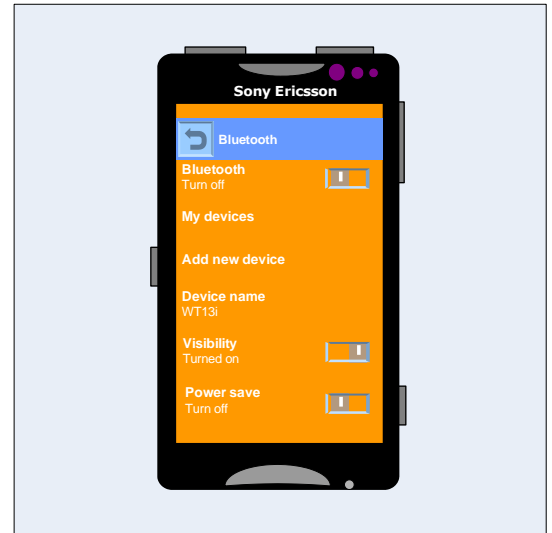 Sony Ericsson
Bluetooth
Bluetooth
Turn off
My devices
Add new device
Device name
WT13i
Visibility
Turned on
Power save
Turn off